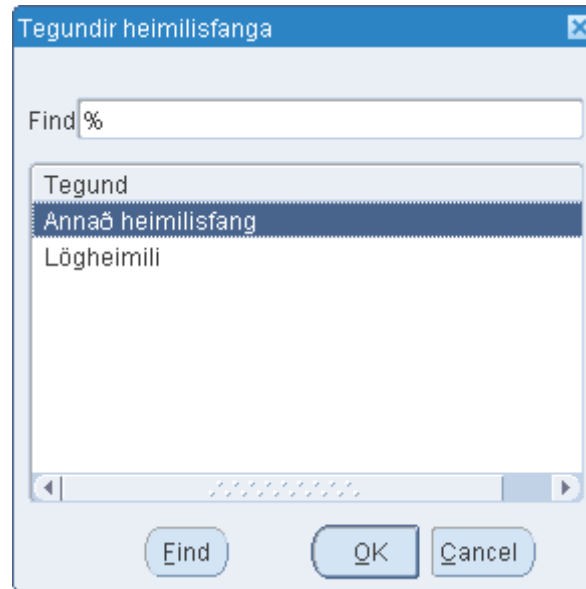 Tegundir heimilisfanga
Find %
Tegund
Annað heimilisfang
Lögheimili
Find OK Cancel